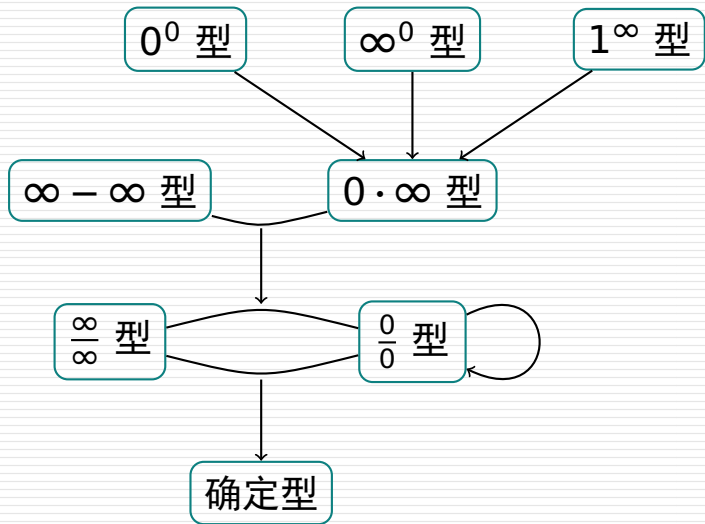 0⁰ 型 ∞⁰ 型 1^∞ 型
∞ − ∞ 型 0 · ∞ 型
∞/∞ 型 0/0 型
确定型